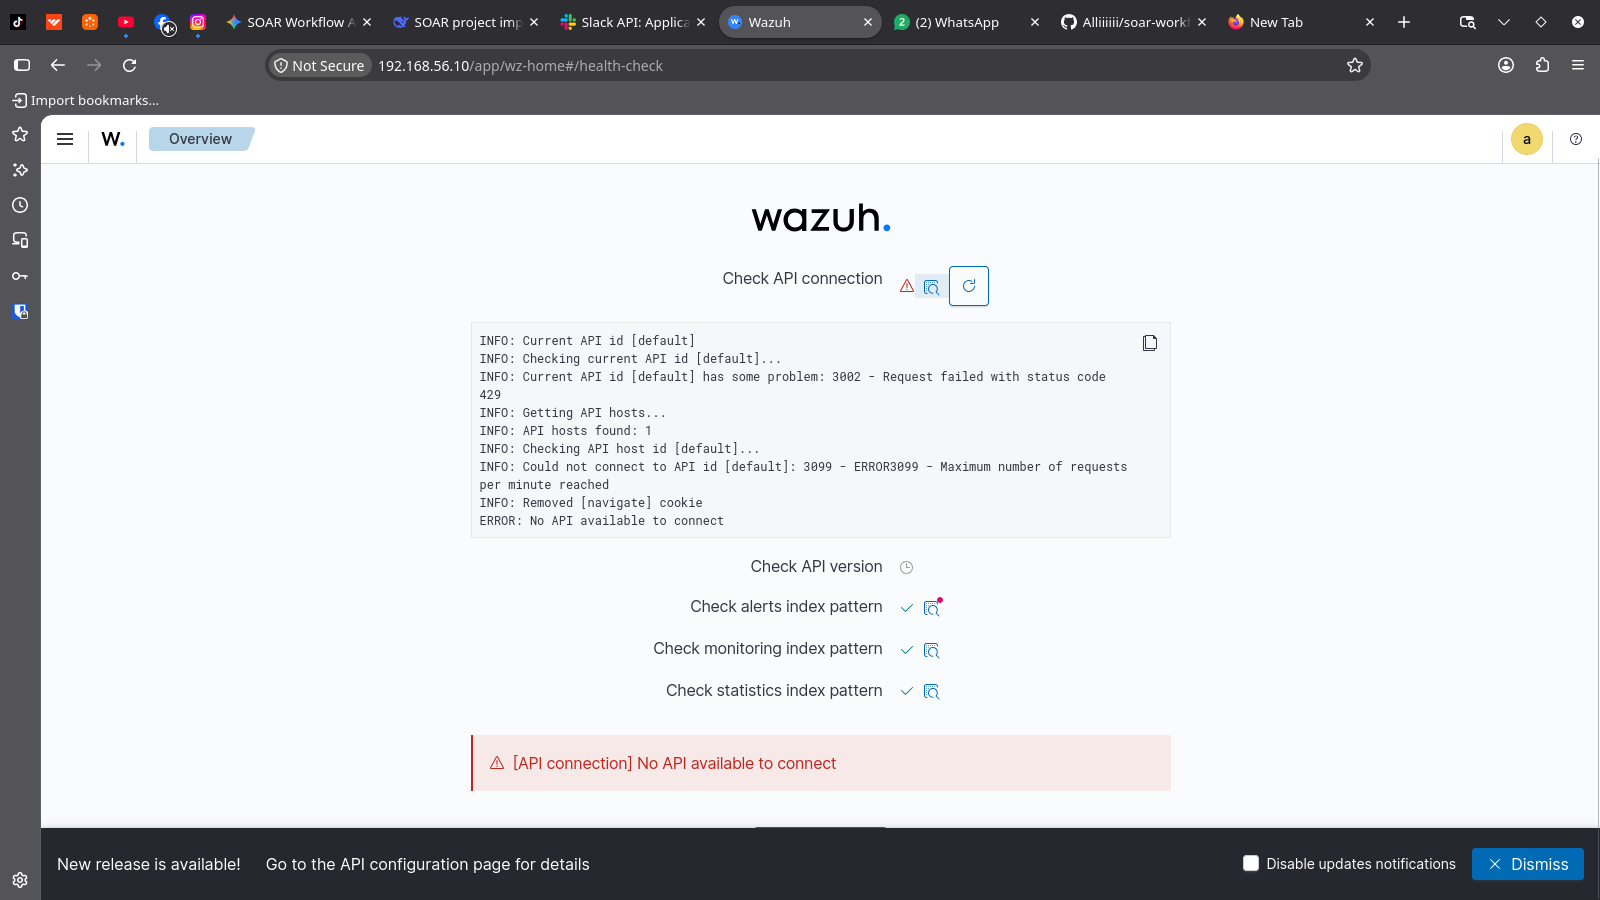 SOAR Workflow A
SOAR project imp
Slack API: Applica
Wazuh
(2) WhatsApp
Alliiiiii/soar-workf
New Tab
Not Secure
192.168.56.10/app/wz-home#/health-check
Import bookmarks...
W.
Overview
a
wazuh.
Check API connection
INFO: Current API id [default]
INFO: Checking current API id [default]...
INFO: Current API id [default] has some problem: 3002 - Request failed with status code
429
INFO: Getting API hosts...
INFO: API hosts found: 1
INFO: Checking API host id [default]...
INFO: Could not connect to API id [default]: 3099 - ERROR3099 - Maximum number of requests
per minute reached
INFO: Removed [navigate] cookie
ERROR: No API available to connect
Check API version
Check alerts index pattern
Check monitoring index pattern
Check statistics index pattern
[API connection] No API available to connect
New release is available!
Go to the API configuration page for details
Disable updates notifications
Dismiss